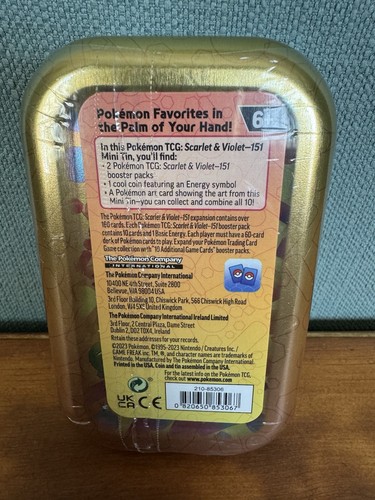 Pokémon Favorites in
the Palm of Your Hand!
6+
In this Pokémon TCG: Scarlet & Violet—151
Mini Tin, you'll find:
• 2 Pokémon TCG: Scarlet & Violet—151
booster packs
• 1 cool coin featuring an Energy symbol
• A Pokémon art card showing the art from this
Mini Tin—you can collect and combine all 10!
The Pokémon TCG: Scarlet & Violet—151 expansion contains over
180 cards. Each Pokémon TCG: Scarlet & Violet—151 booster pack
contains 10 cards and 1 Basic Energy. Each player must have a 60-card
deck of Pokémon cards to play. Expand your Pokémon Trading Card
Game collection with "10 Additional Game Cards" booster packs.
The Pokémon Company
INTERNATIONAL
The Pokémon Company International
10400 NE 4th Street, Suite 2800
Bellevue, WA 98004 USA
3rd Floor Building 10, Chiswick Park, 566 Chiswick High Road
London, W4 5XS United Kingdom
The Pokémon Company International Ireland Limited
3rd Floor, 2 Central Plaza, Dame Street
Dublin 2, D02 T0X4, Ireland
Retain these addresses for your records.
©2023 Pokémon. ©1995-2023 Nintendo / Creatures Inc. /
GAME FREAK inc. TM, ®, and character names are trademarks of
Nintendo. Manufactured by The Pokémon Company International.
Printed in the USA. Coin and tin assembled in the USA.
For the latest info on the Pokémon TCG,
check out www.pokemon.com
210-85306
UK
CA CE
0 820650 853067